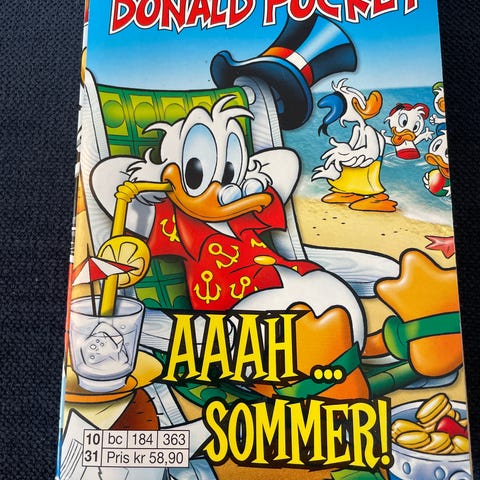 DONALD POCKET
AAAH ...
SOMMER!
10 bc 184 363
31 Pris kr 58,90